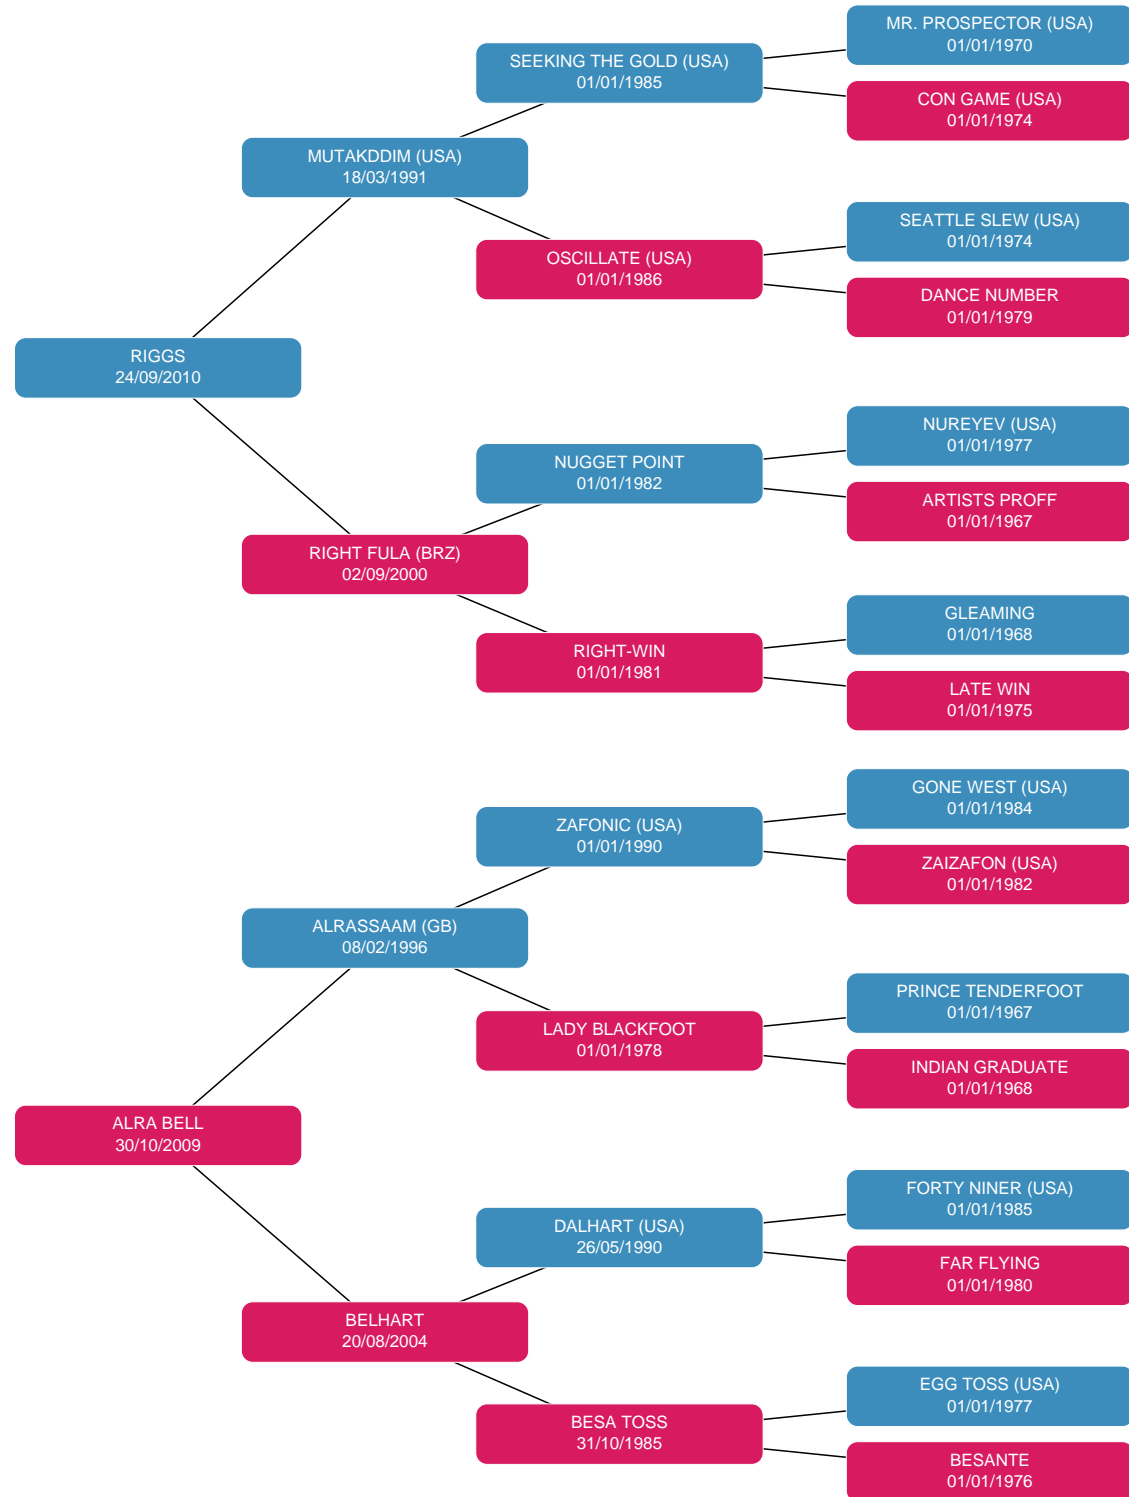 MR. PROSPECTOR (USA)
01/01/1970
SEEKING THE GOLD (USA)
01/01/1985
CON GAME (USA)
01/01/1974
MUTAKDDIM (USA)
18/03/1991
SEATTLE SLEW (USA)
01/01/1974
OSCILLATE (USA)
01/01/1986
DANCE NUMBER
01/01/1979
RIGGS
24/09/2010
NUREYEV (USA)
01/01/1977
NUGGET POINT
01/01/1982
ARTISTS PROFF
01/01/1967
RIGHT FULA (BRZ)
02/09/2000
GLEAMING
01/01/1968
RIGHT-WIN
01/01/1981
LATE WIN
01/01/1975
GONE WEST (USA)
01/01/1984
ZAFONIC (USA)
01/01/1990
ZAIZAFON (USA)
01/01/1982
ALRASSAAM (GB)
08/02/1996
PRINCE TENDERFOOT
01/01/1967
LADY BLACKFOOT
01/01/1978
INDIAN GRADUATE
01/01/1968
ALRA BELL
30/10/2009
FORTY NINER (USA)
01/01/1985
DALHART (USA)
26/05/1990
FAR FLYING
01/01/1980
BELHART
20/08/2004
EGG TOSS (USA)
01/01/1977
BESA TOSS
31/10/1985
BESANTE
01/01/1976